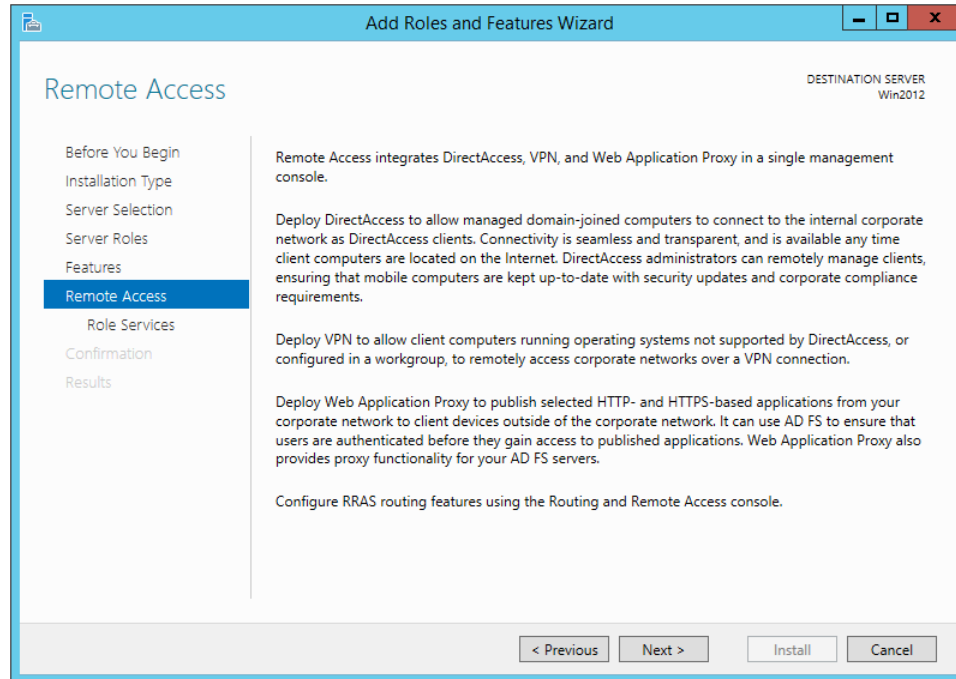 Add Roles and Features Wizard
Remote Access
DESTINATION SERVER
Win2012
Before You Begin
Installation Type
Server Selection
Server Roles
Features
Remote Access
Role Services
Confirmation
Results
Remote Access integrates DirectAccess, VPN, and Web Application Proxy in a single management
console.
Deploy DirectAccess to allow managed domain-joined computers to connect to the internal corporate
network as DirectAccess clients. Connectivity is seamless and transparent, and is available any time
client computers are located on the Internet. DirectAccess administrators can remotely manage clients,
ensuring that mobile computers are kept up-to-date with security updates and corporate compliance
requirements.
Deploy VPN to allow client computers running operating systems not supported by DirectAccess, or
configured in a workgroup, to remotely access corporate networks over a VPN connection.
Deploy Web Application Proxy to publish selected HTTP- and HTTPS-based applications from your
corporate network to client devices outside of the corporate network. It can use AD FS to ensure that
users are authenticated before they gain access to published applications. Web Application Proxy also
provides proxy functionality for your AD FS servers.
Configure RRAS routing features using the Routing and Remote Access console.
< Previous
Next >
Install
Cancel